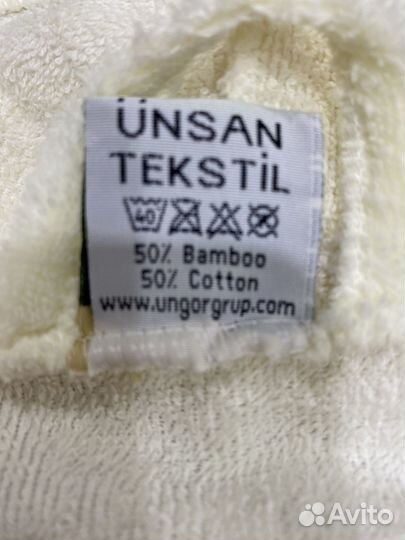 ÜNSAN
TEKSTİL
40
50% Bamboo
50% Cotton
www.ungorgrup.com
Avito